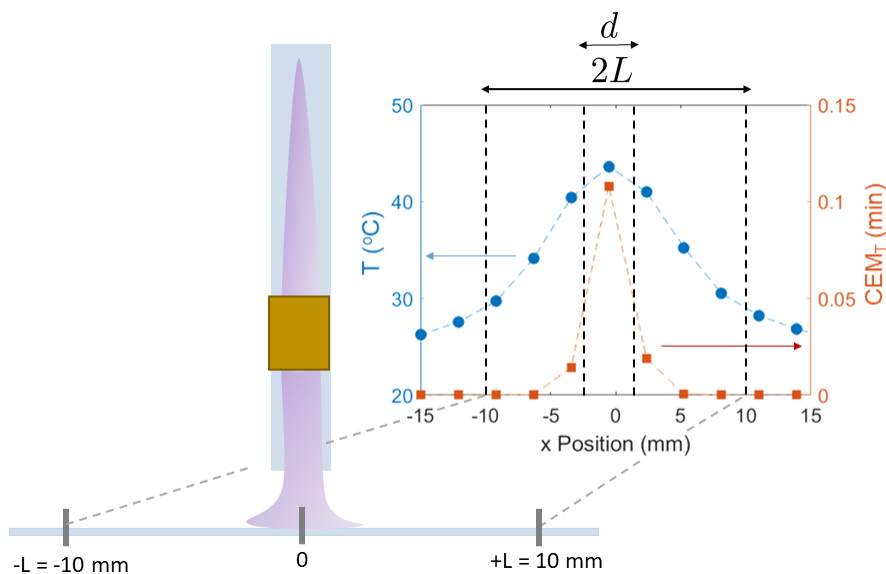 d
2L
50
40
30
20
T (ºC)
0.15
0.1
0.05
0
CEM_T (min)
-15 -10 -5 0 5 10 15
x Position (mm)
-L = -10 mm
0
+L = 10 mm